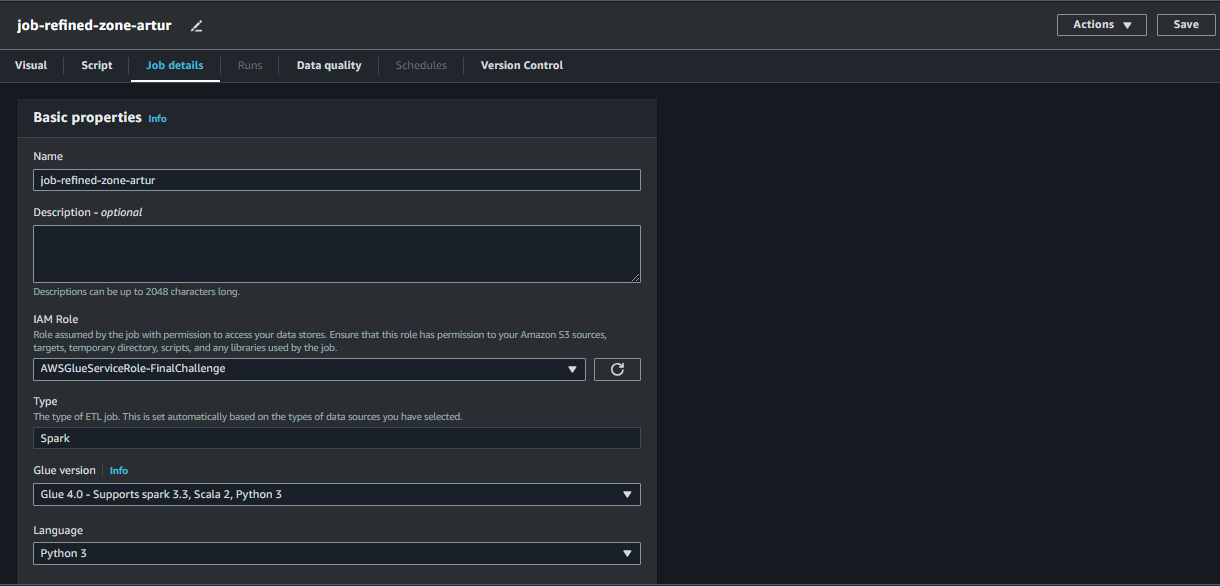 job-refined-zone-artur
Actions
Save
Visual
Script
Job details
Runs
Data quality
Schedules
Version Control
Basic properties Info
Name
job-refined-zone-artur
Description - optional
Descriptions can be up to 2048 characters long.
IAM Role
Role assumed by the job with permission to access your data stores. Ensure that this role has permission to your Amazon S3 sources,
targets, temporary directory, scripts, and any libraries used by the job.
AWSGlueServiceRole-FinalChallenge
Type
The type of ETL job. This is set automatically based on the types of data sources you have selected.
Spark
Glue version Info
Glue 4.0 - Supports spark 3.3, Scala 2, Python 3
Language
Python 3